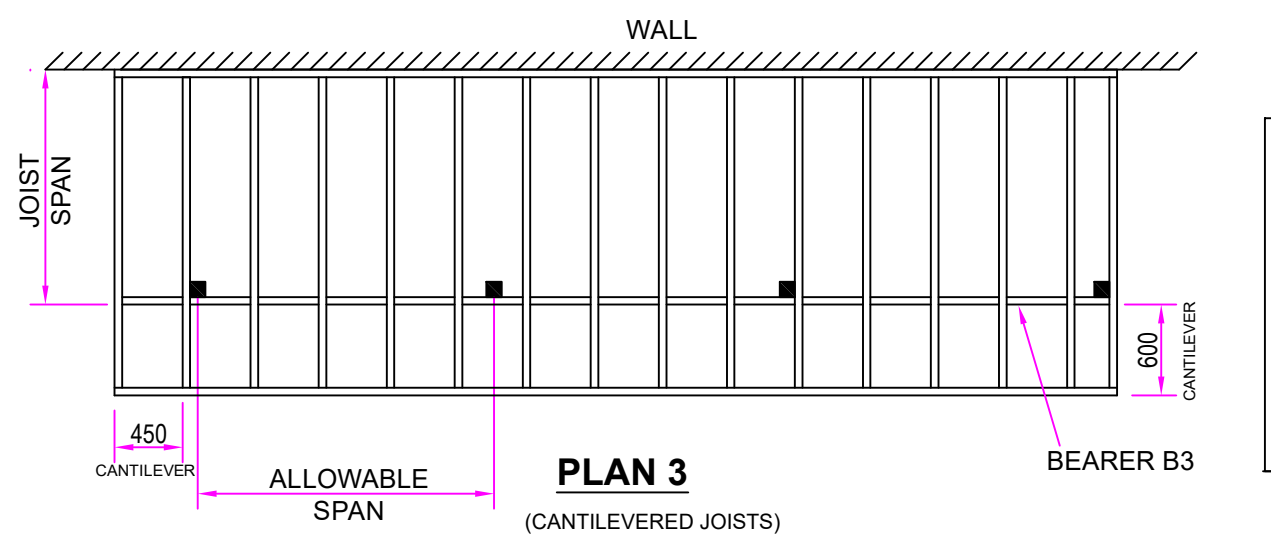 WALL
JOIST
SPAN
600
CANTILEVER
450
CANTILEVER
ALLOWABLE
SPAN
PLAN 3
(CANTILEVERED JOISTS)
BEARER B3